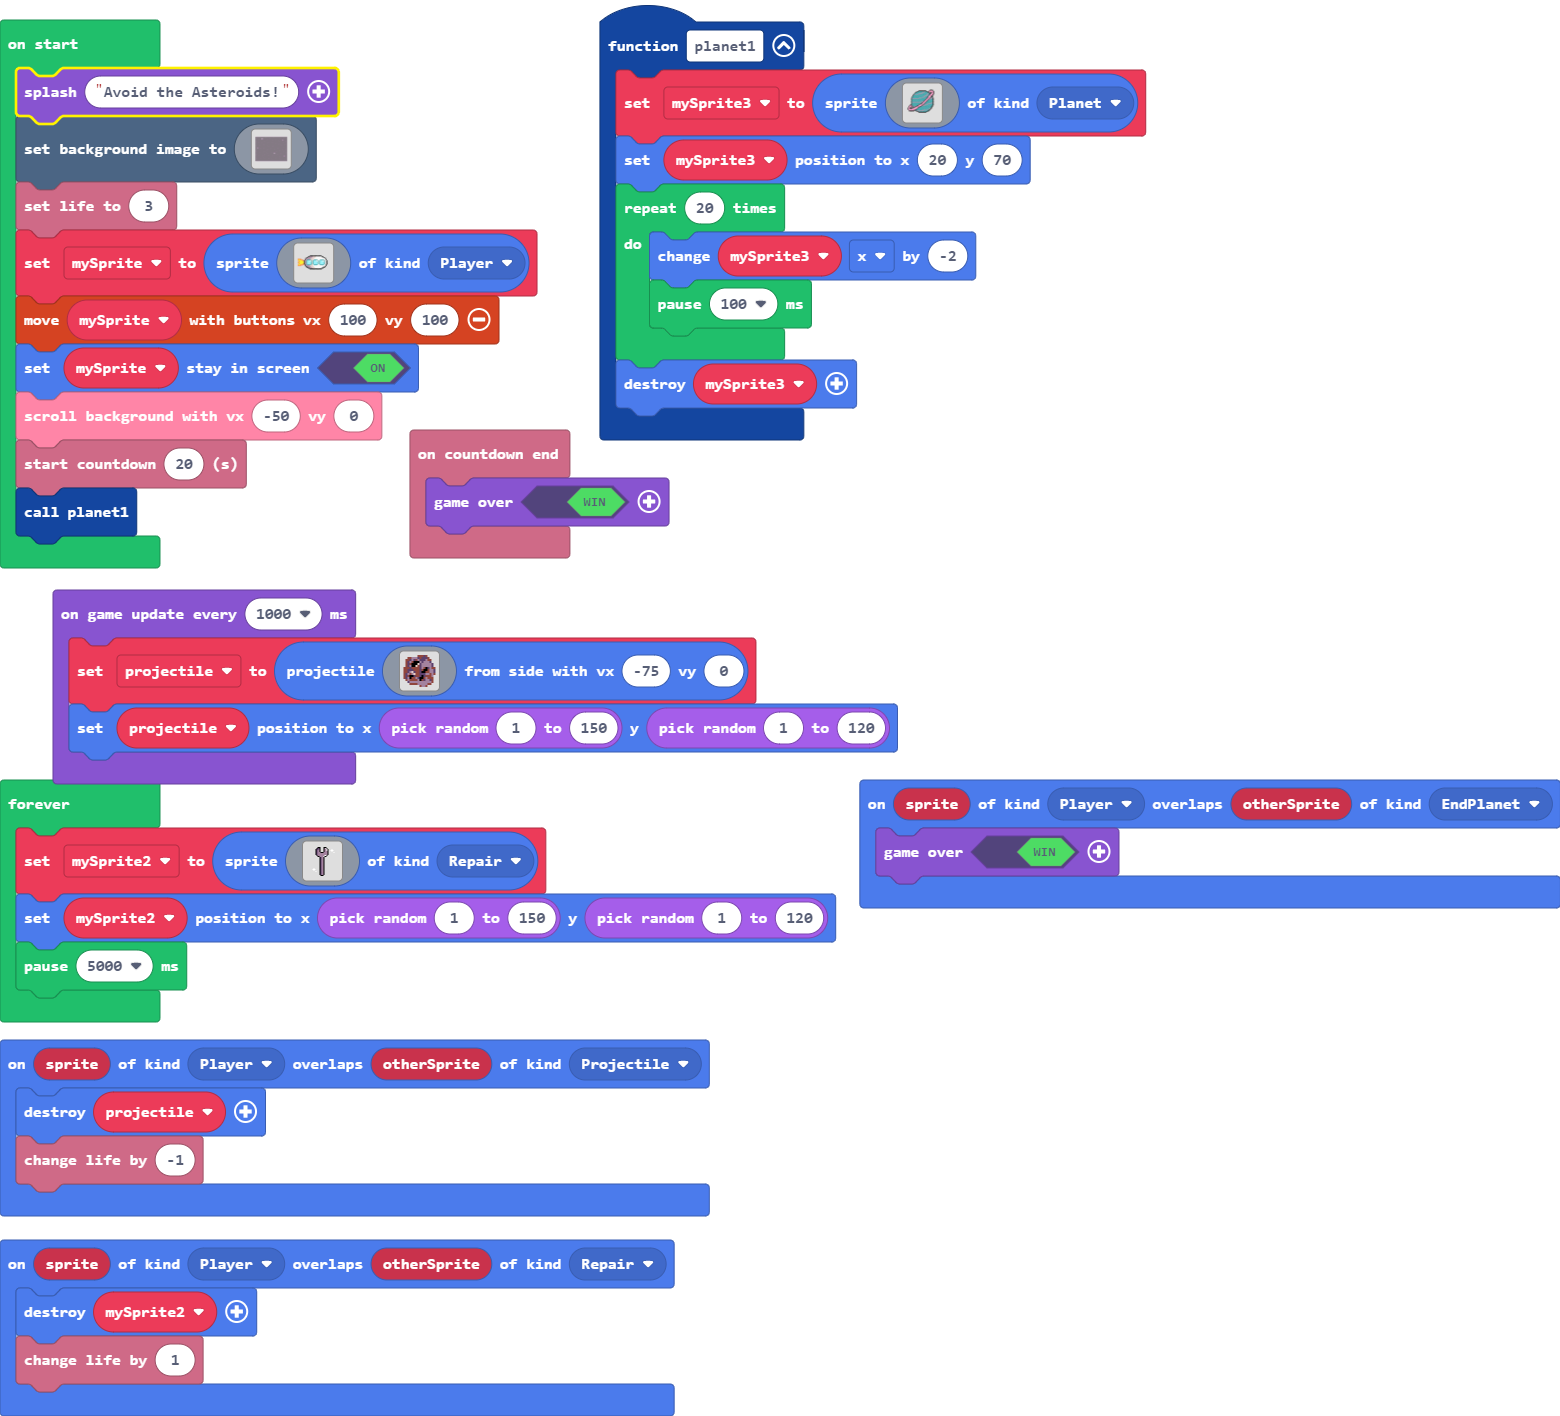 on start
splash "Avoid the Asteroids!"
set background image to
set life to 3
set mySprite to sprite of kind Player
move mySprite with buttons vx 100 vy 100
set mySprite stay in screen ON
scroll background with vx -50 vy 0
start countdown 20 (s)
call planet1
function planet1
set mySprite3 to sprite of kind Planet
set mySprite3 position to x 20 y 70
repeat 20 times
do change mySprite3 x by -2
pause 100 ms
destroy mySprite3
on countdown end
game over WIN
on game update every 1000 ms
set projectile to projectile from side with vx -75 vy 0
set projectile position to x pick random 1 to 150 y pick random 1 to 120
forever
set mySprite2 to sprite of kind Repair
set mySprite2 position to x pick random 1 to 150 y pick random 1 to 120
pause 5000 ms
on sprite of kind Player overlaps otherSprite of kind EndPlanet
game over WIN
on sprite of kind Player overlaps otherSprite of kind Projectile
destroy projectile
change life by -1
on sprite of kind Player overlaps otherSprite of kind Repair
destroy mySprite2
change life by 1